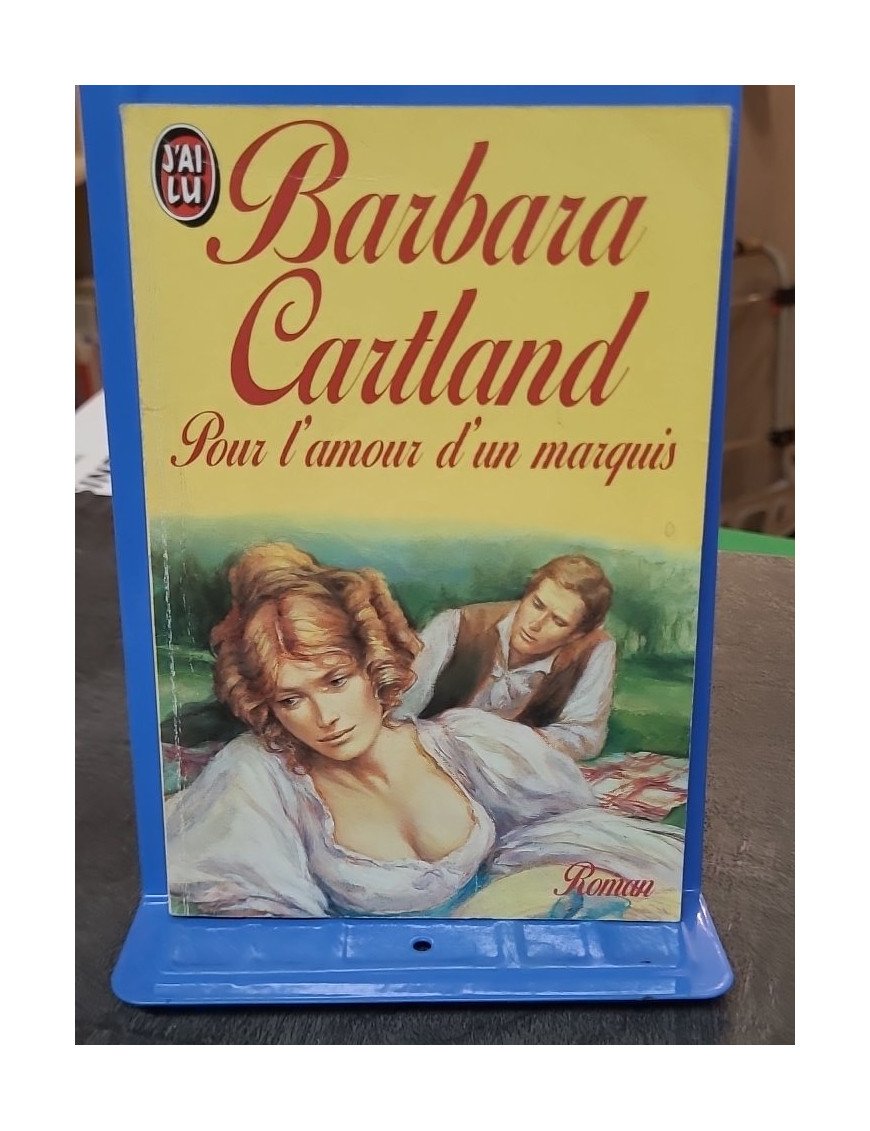 J'AI
LU
Barbara
Cartland
Pour l'amour d'un marquis
Roman